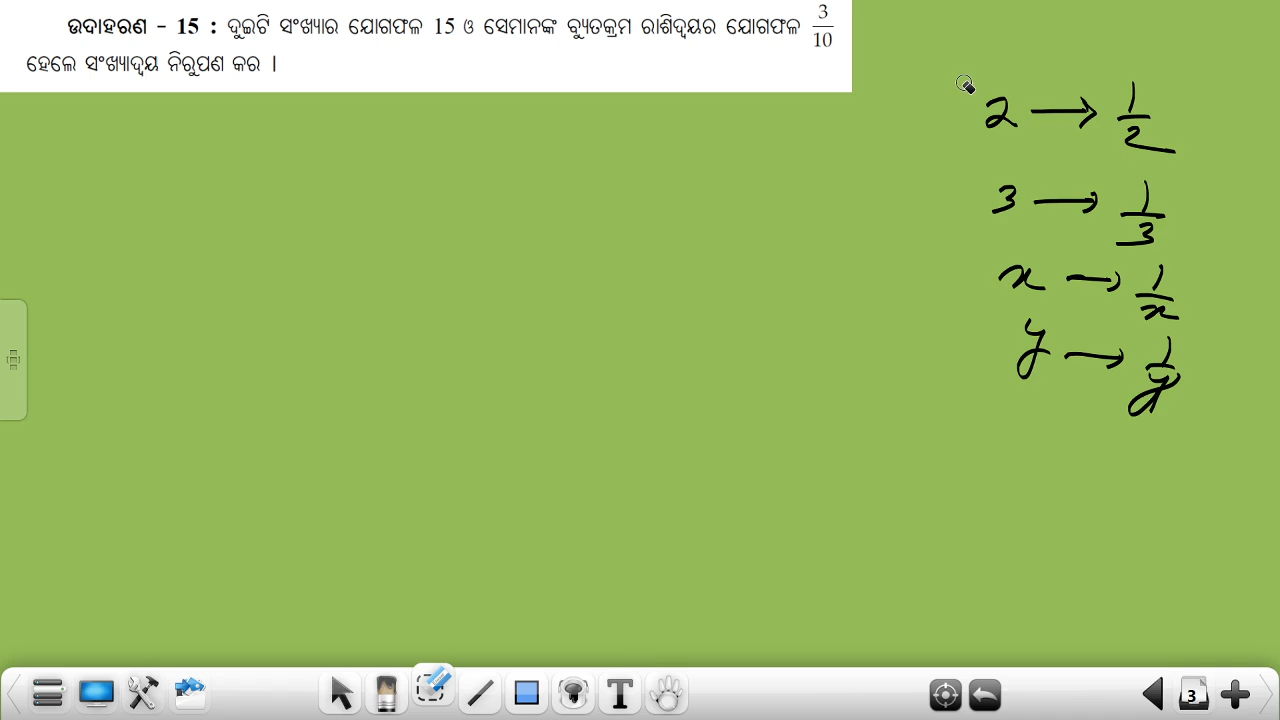 ଉଦାହରଣ - 15 : ଦୁଇଟି ସଂଖ୍ୟାର ଯୋଗଫଳ 15 ଓ ସେମାନଙ୍କ ବ୍ୟୁତକ୍ରମ ରାଶିଦ୍ୱୟର ଯୋଗଫଳ 3/10
ହେଲେ ସଂଖ୍ୟାଦ୍ୱୟ ନିରୂପଣ କର ।
2 → 1/2
3 → 1/3
x → 1/x
y → 1/y
T
3